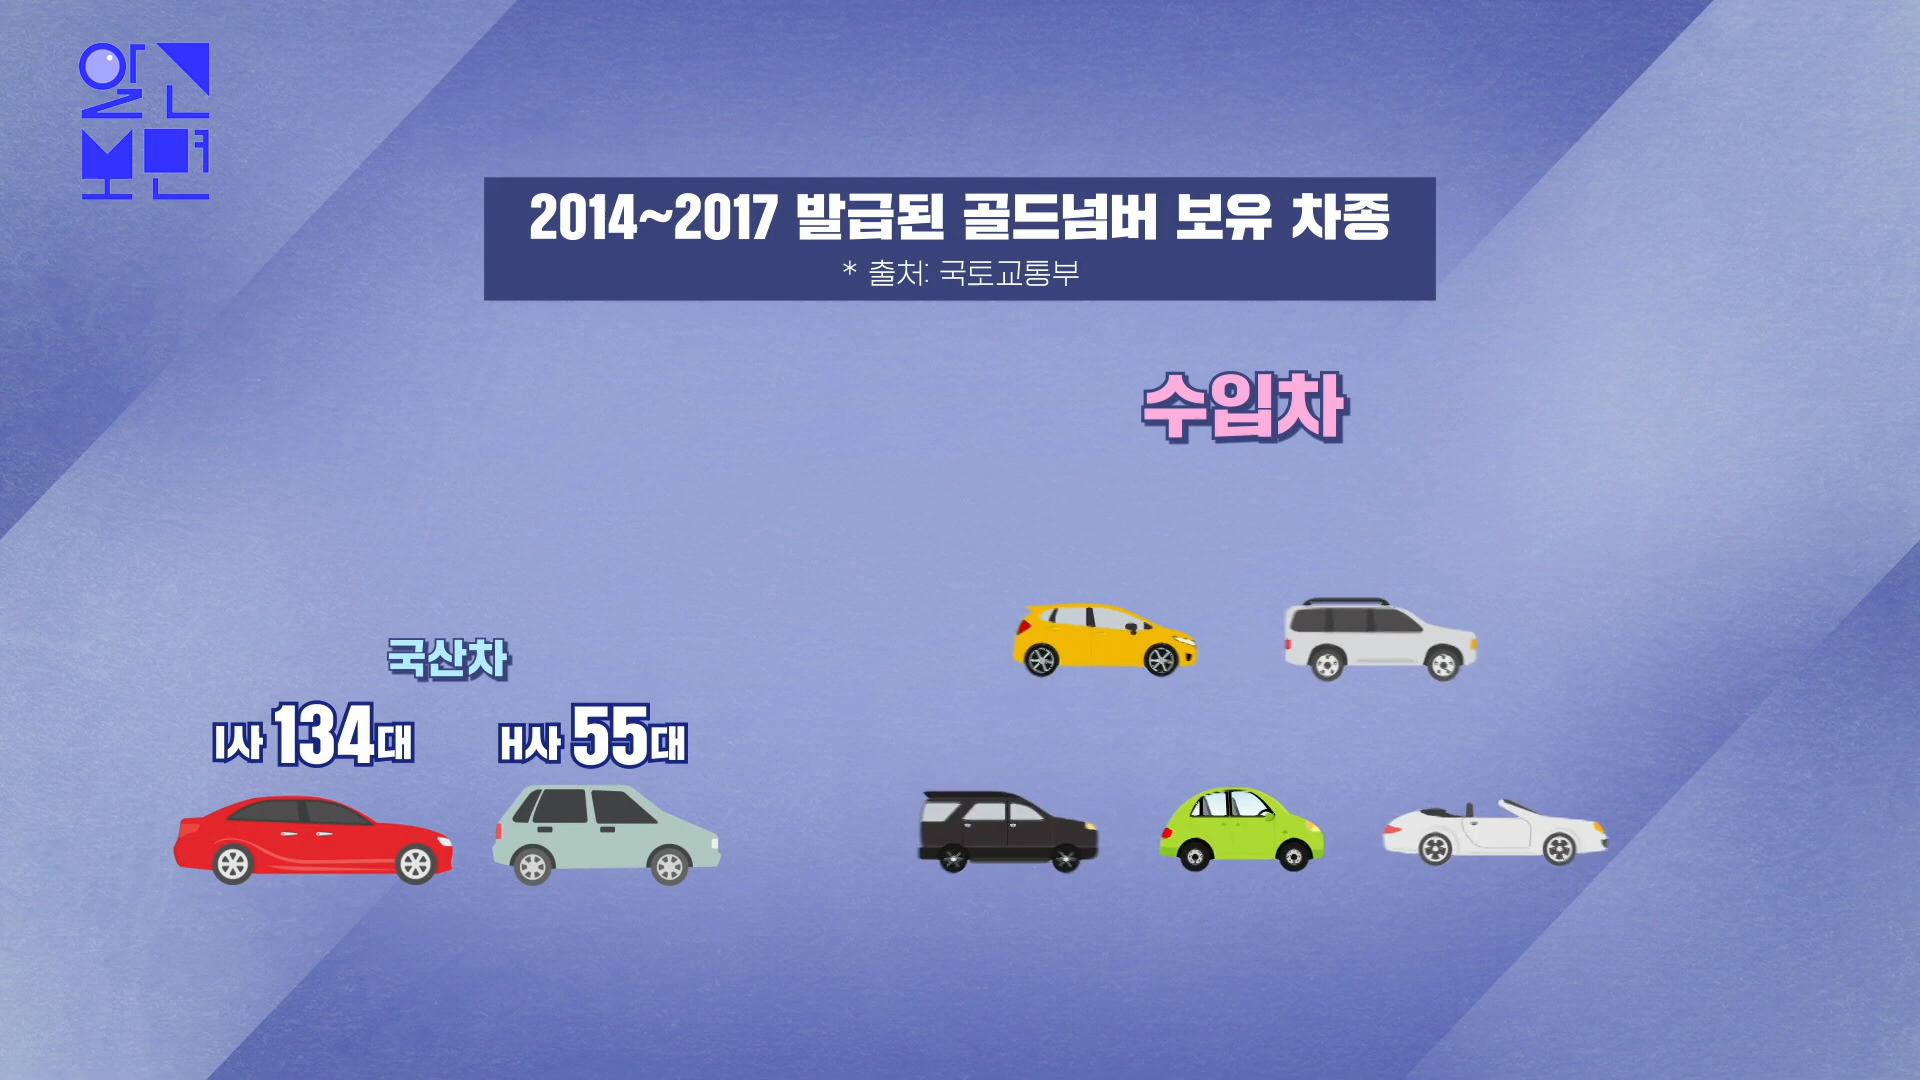 알고
보면
2014~2017 발급된 골드넘버 보유 차종
* 출처: 국토교통부
수입차
국산차
I사 134대
H사 55대